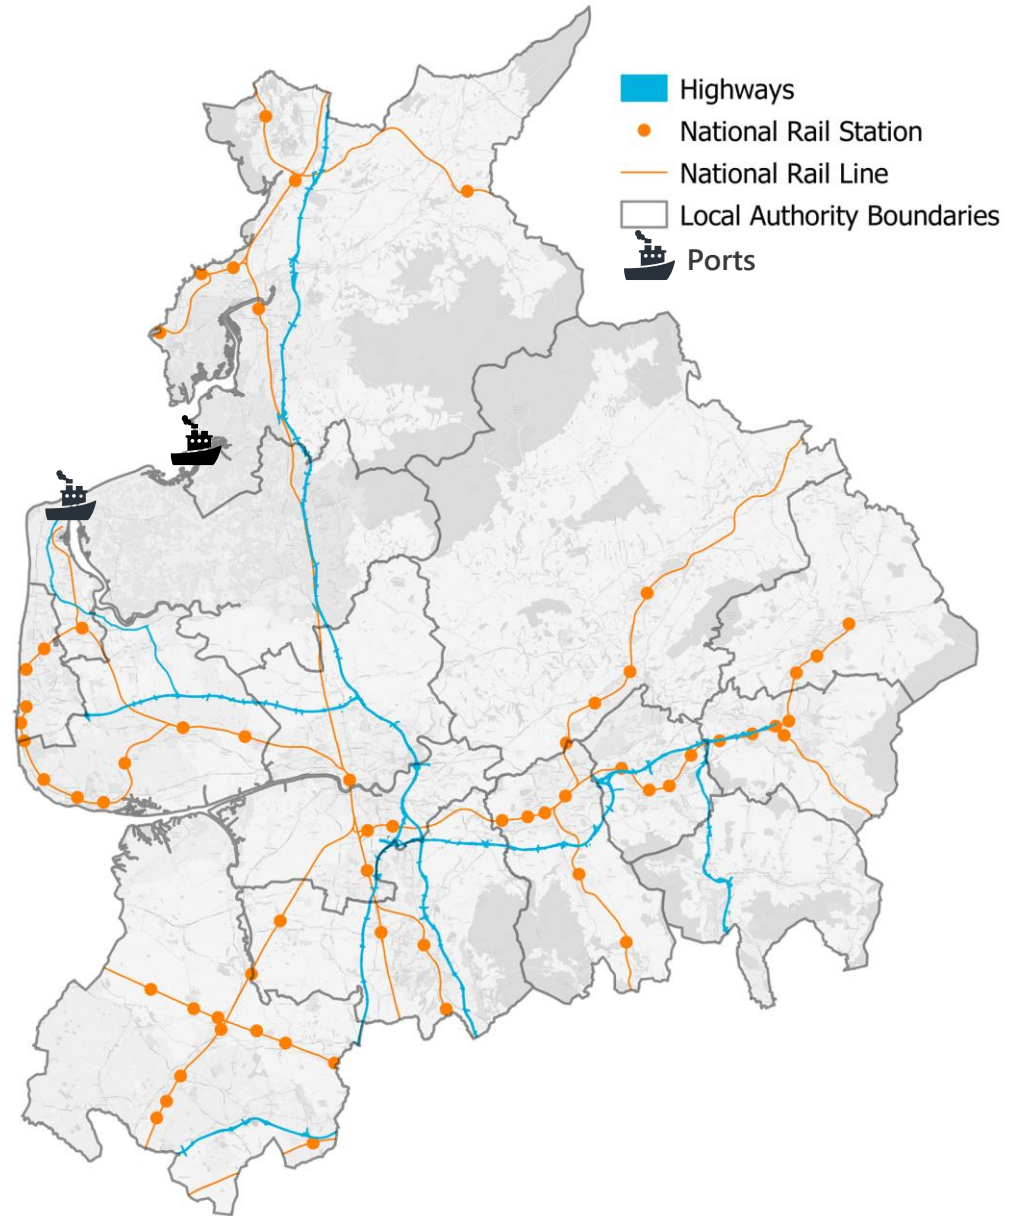 Highways
National Rail Station
National Rail Line
Local Authority Boundaries
Ports